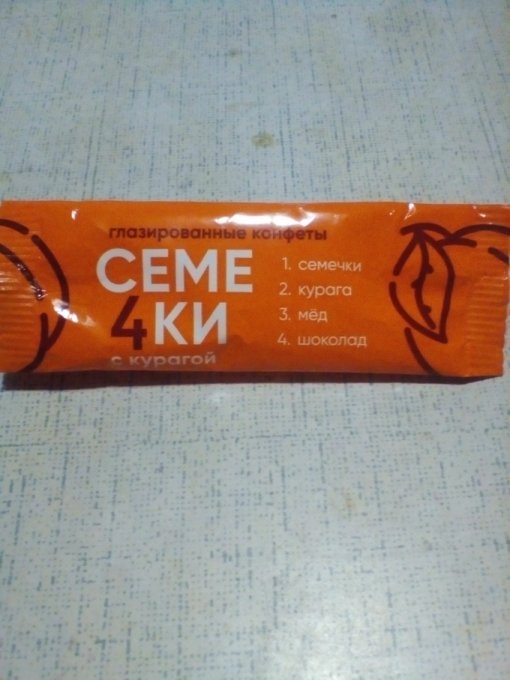 глазированные конфеты
СЕМЕ
4КИ
с курагой
1. семечки
2. курага
3. мёд
4. шоколад